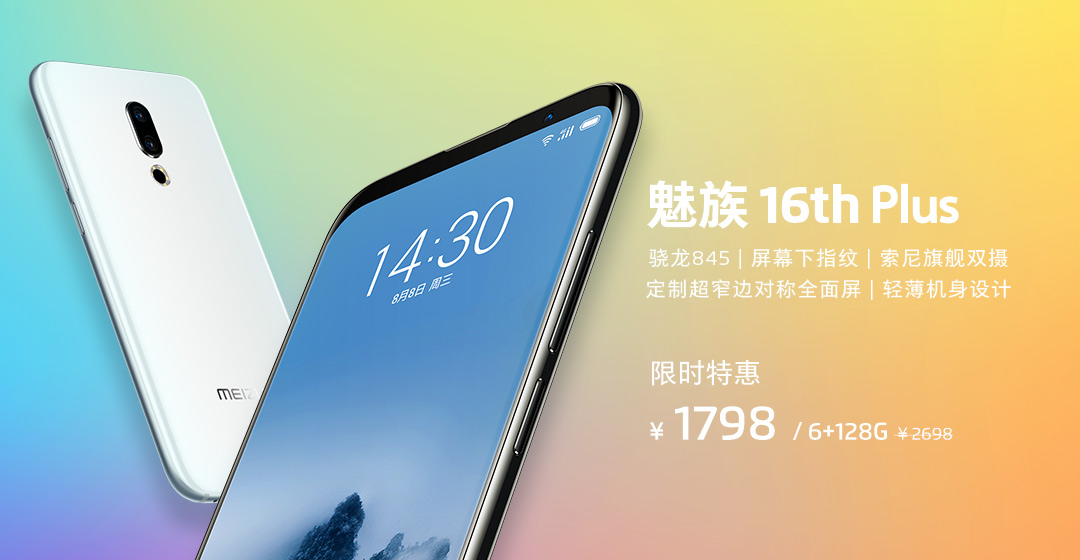 魅族 16th Plus
骁龙845 | 屏幕下指纹 | 索尼旗舰双摄
定制超窄边对称全面屏 | 轻薄机身设计
限时特惠
¥ 1798 / 6+128G ¥2698
14:30
8月8日 周三
MEIZ